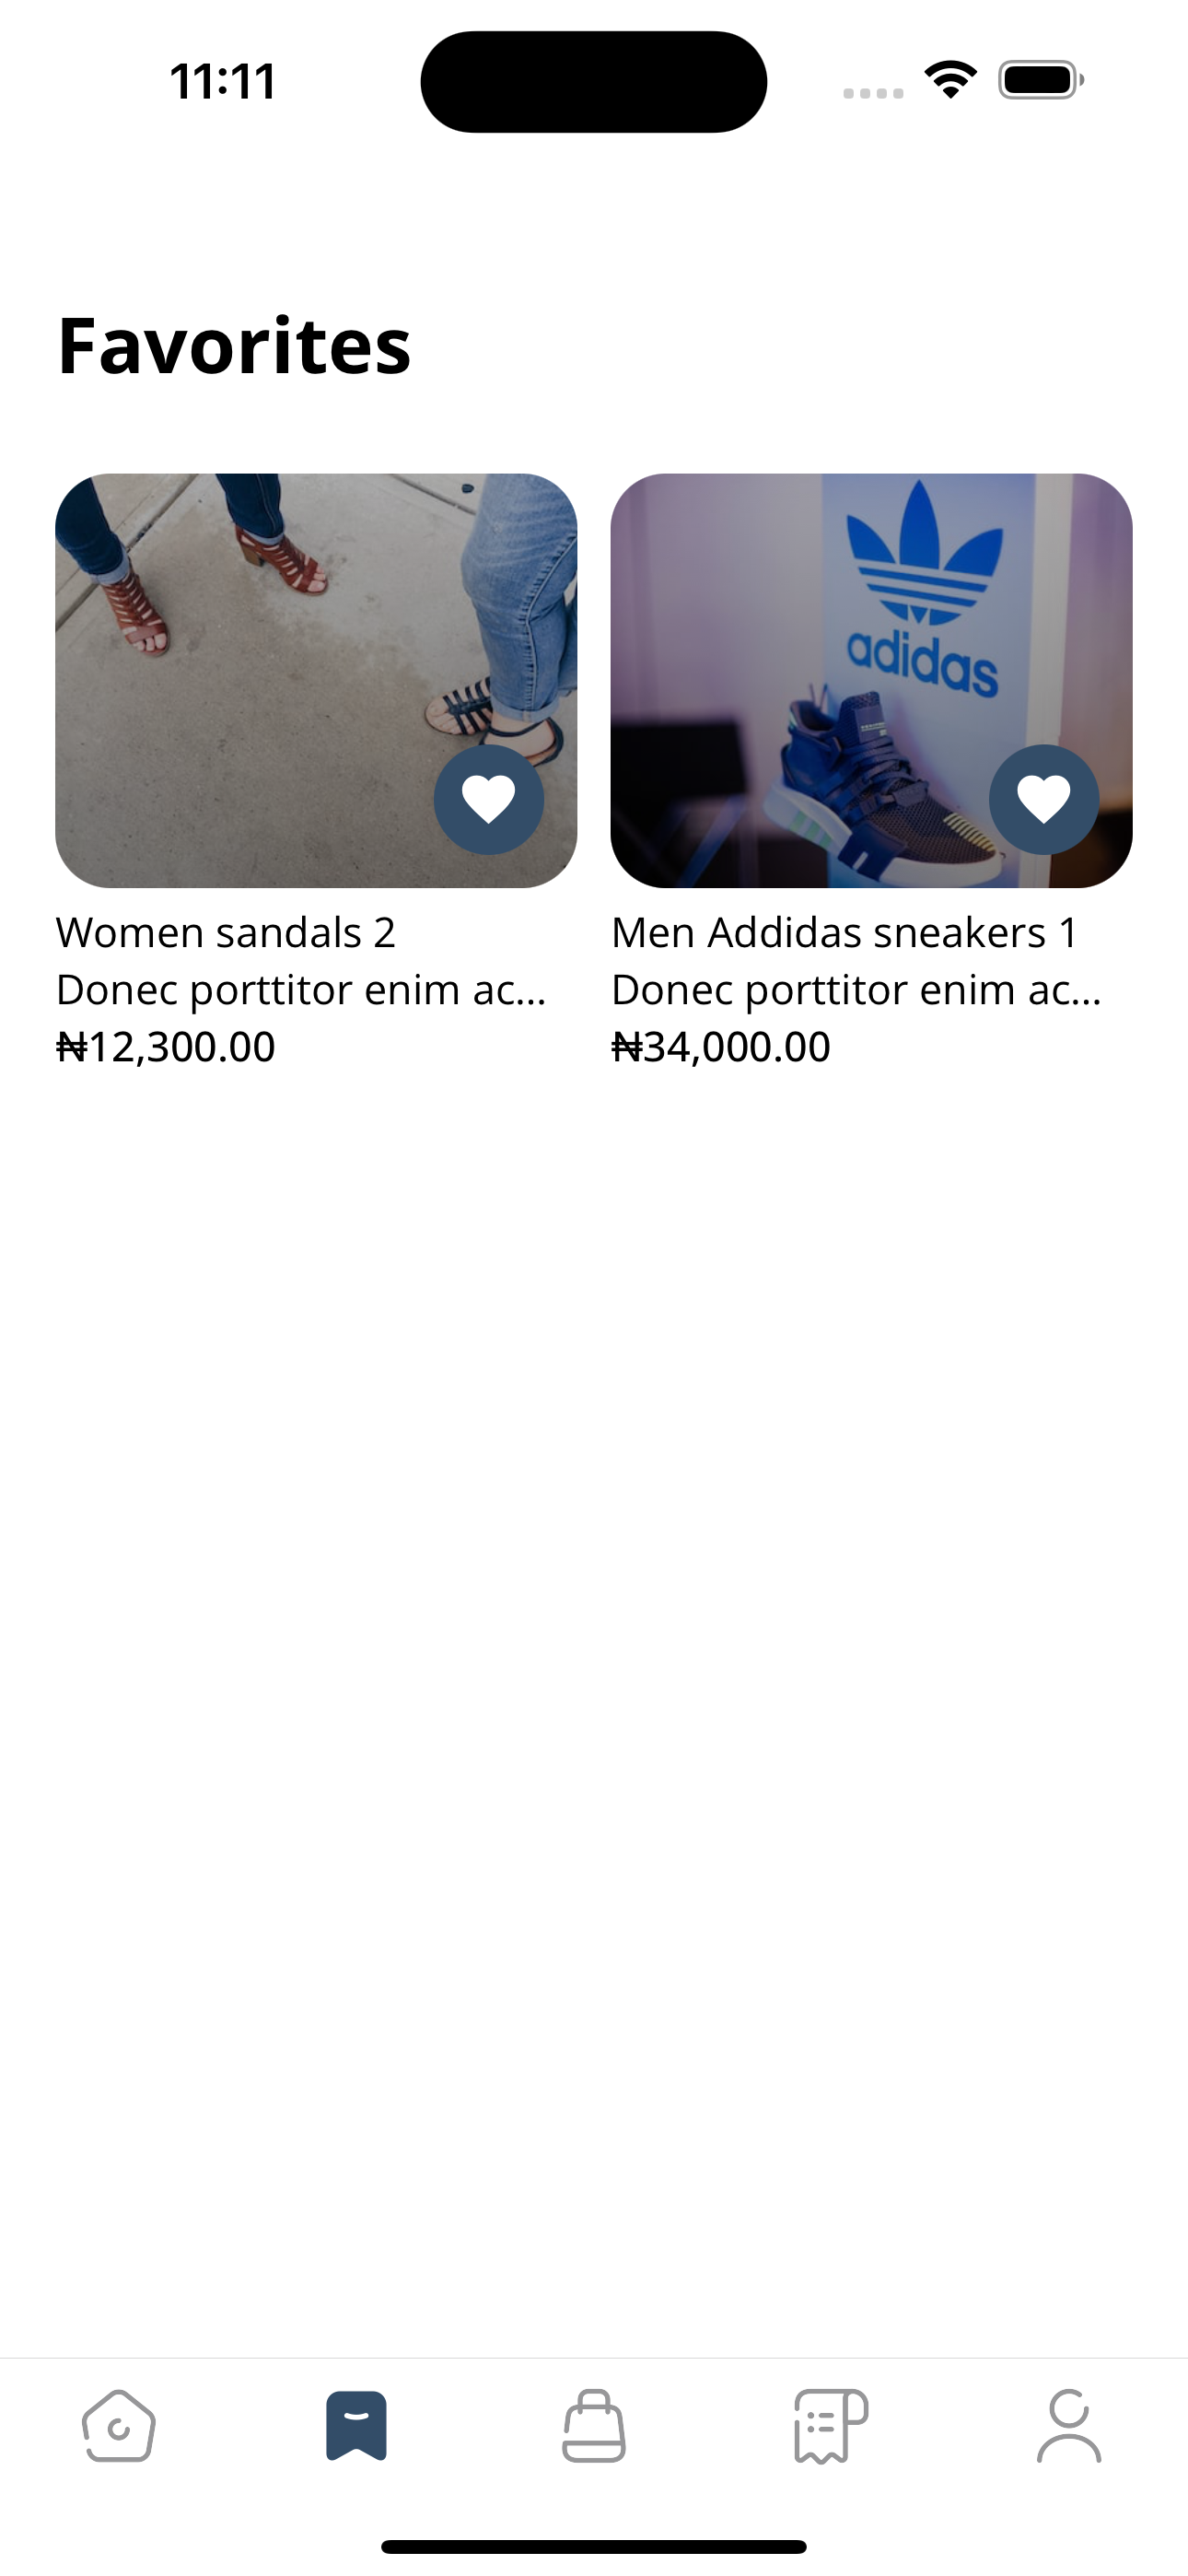 11:11
Favorites
adidas
Women sandals 2
Donec porttitor enim ac...
₦12,300.00
Men Addidas sneakers 1
Donec porttitor enim ac...
₦34,000.00